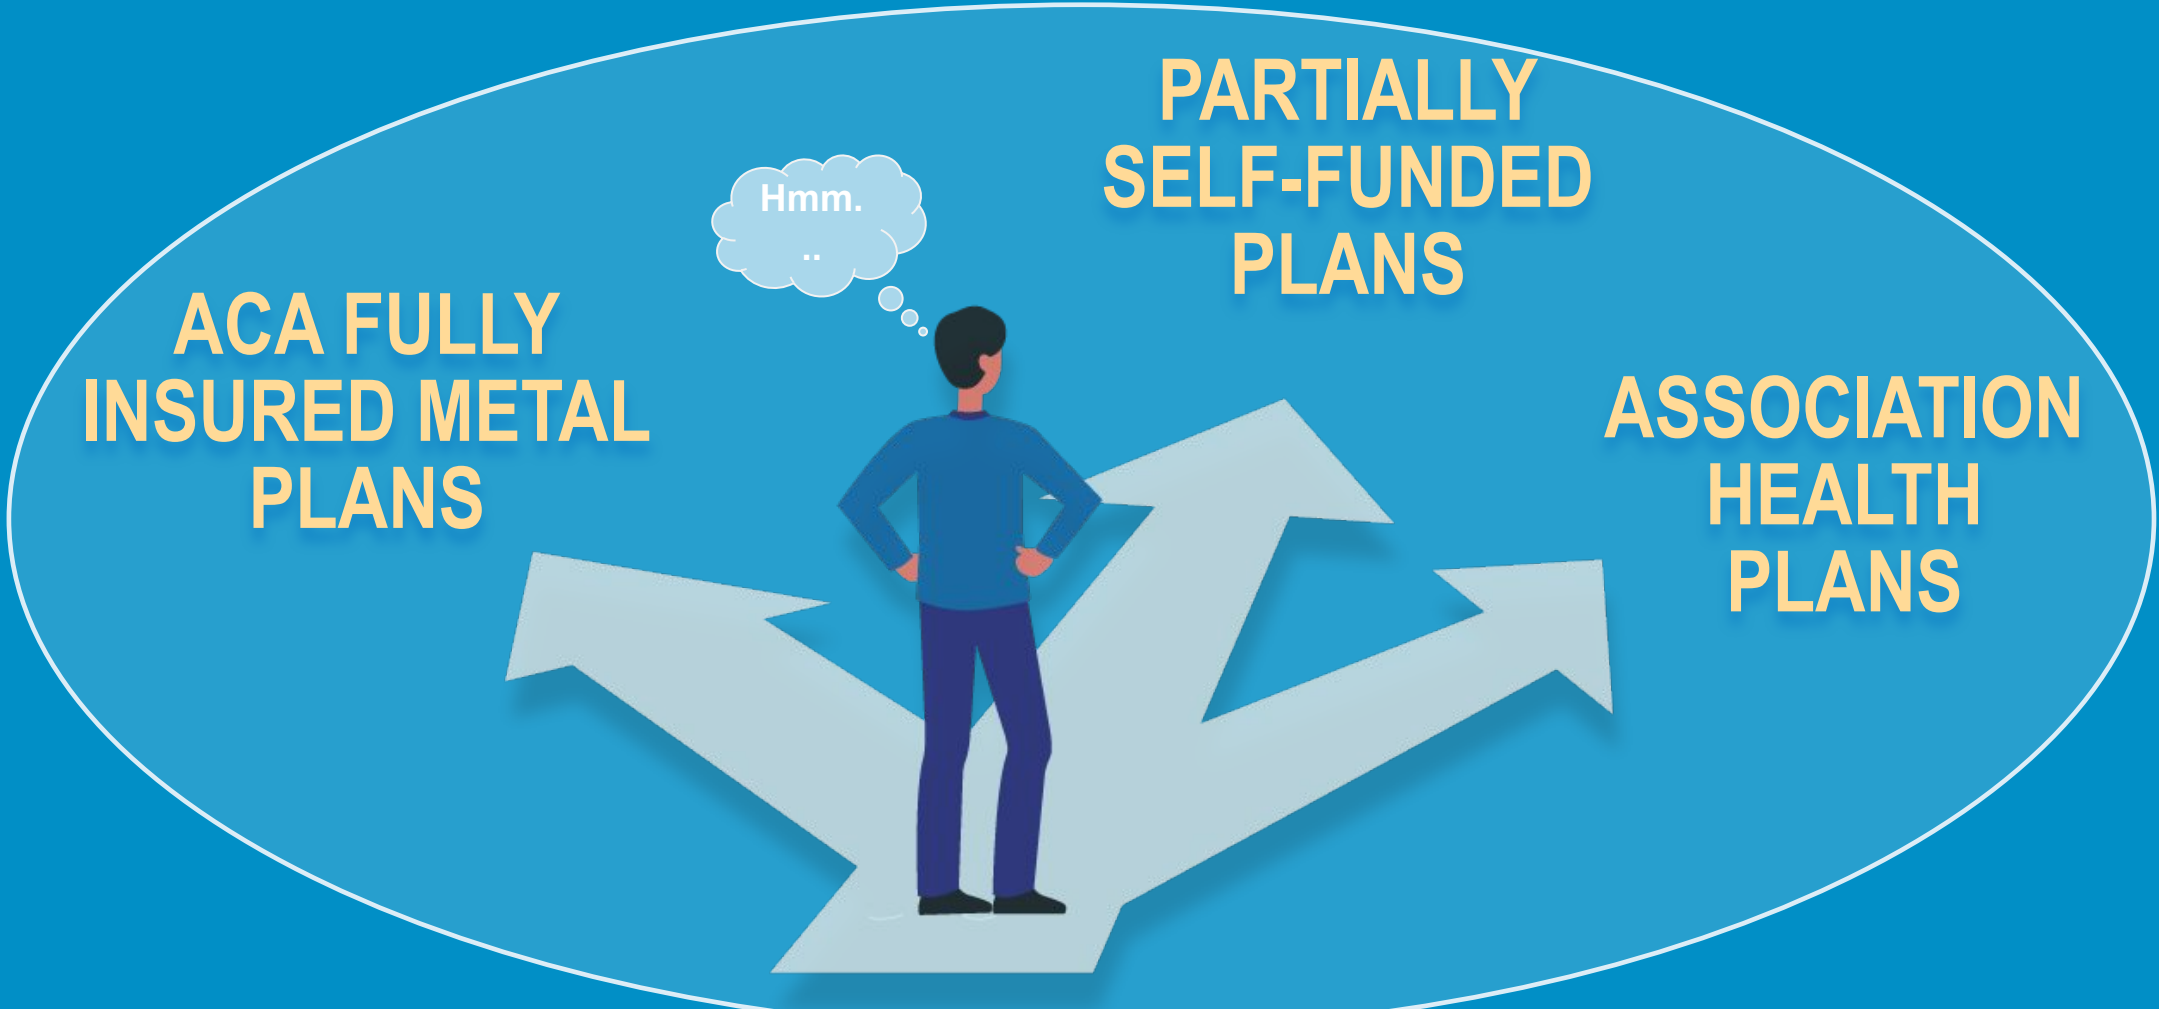 ACA FULLY
INSURED METAL
PLANS
Hmm.
..
PARTIALLY
SELF-FUNDED
PLANS
ASSOCIATION
HEALTH
PLANS